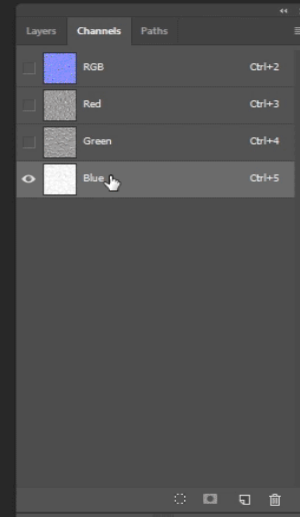 Layers Channels Paths
RGB Ctrl+2
Red Ctrl+3
Green Ctrl+4
Blue Ctrl+5